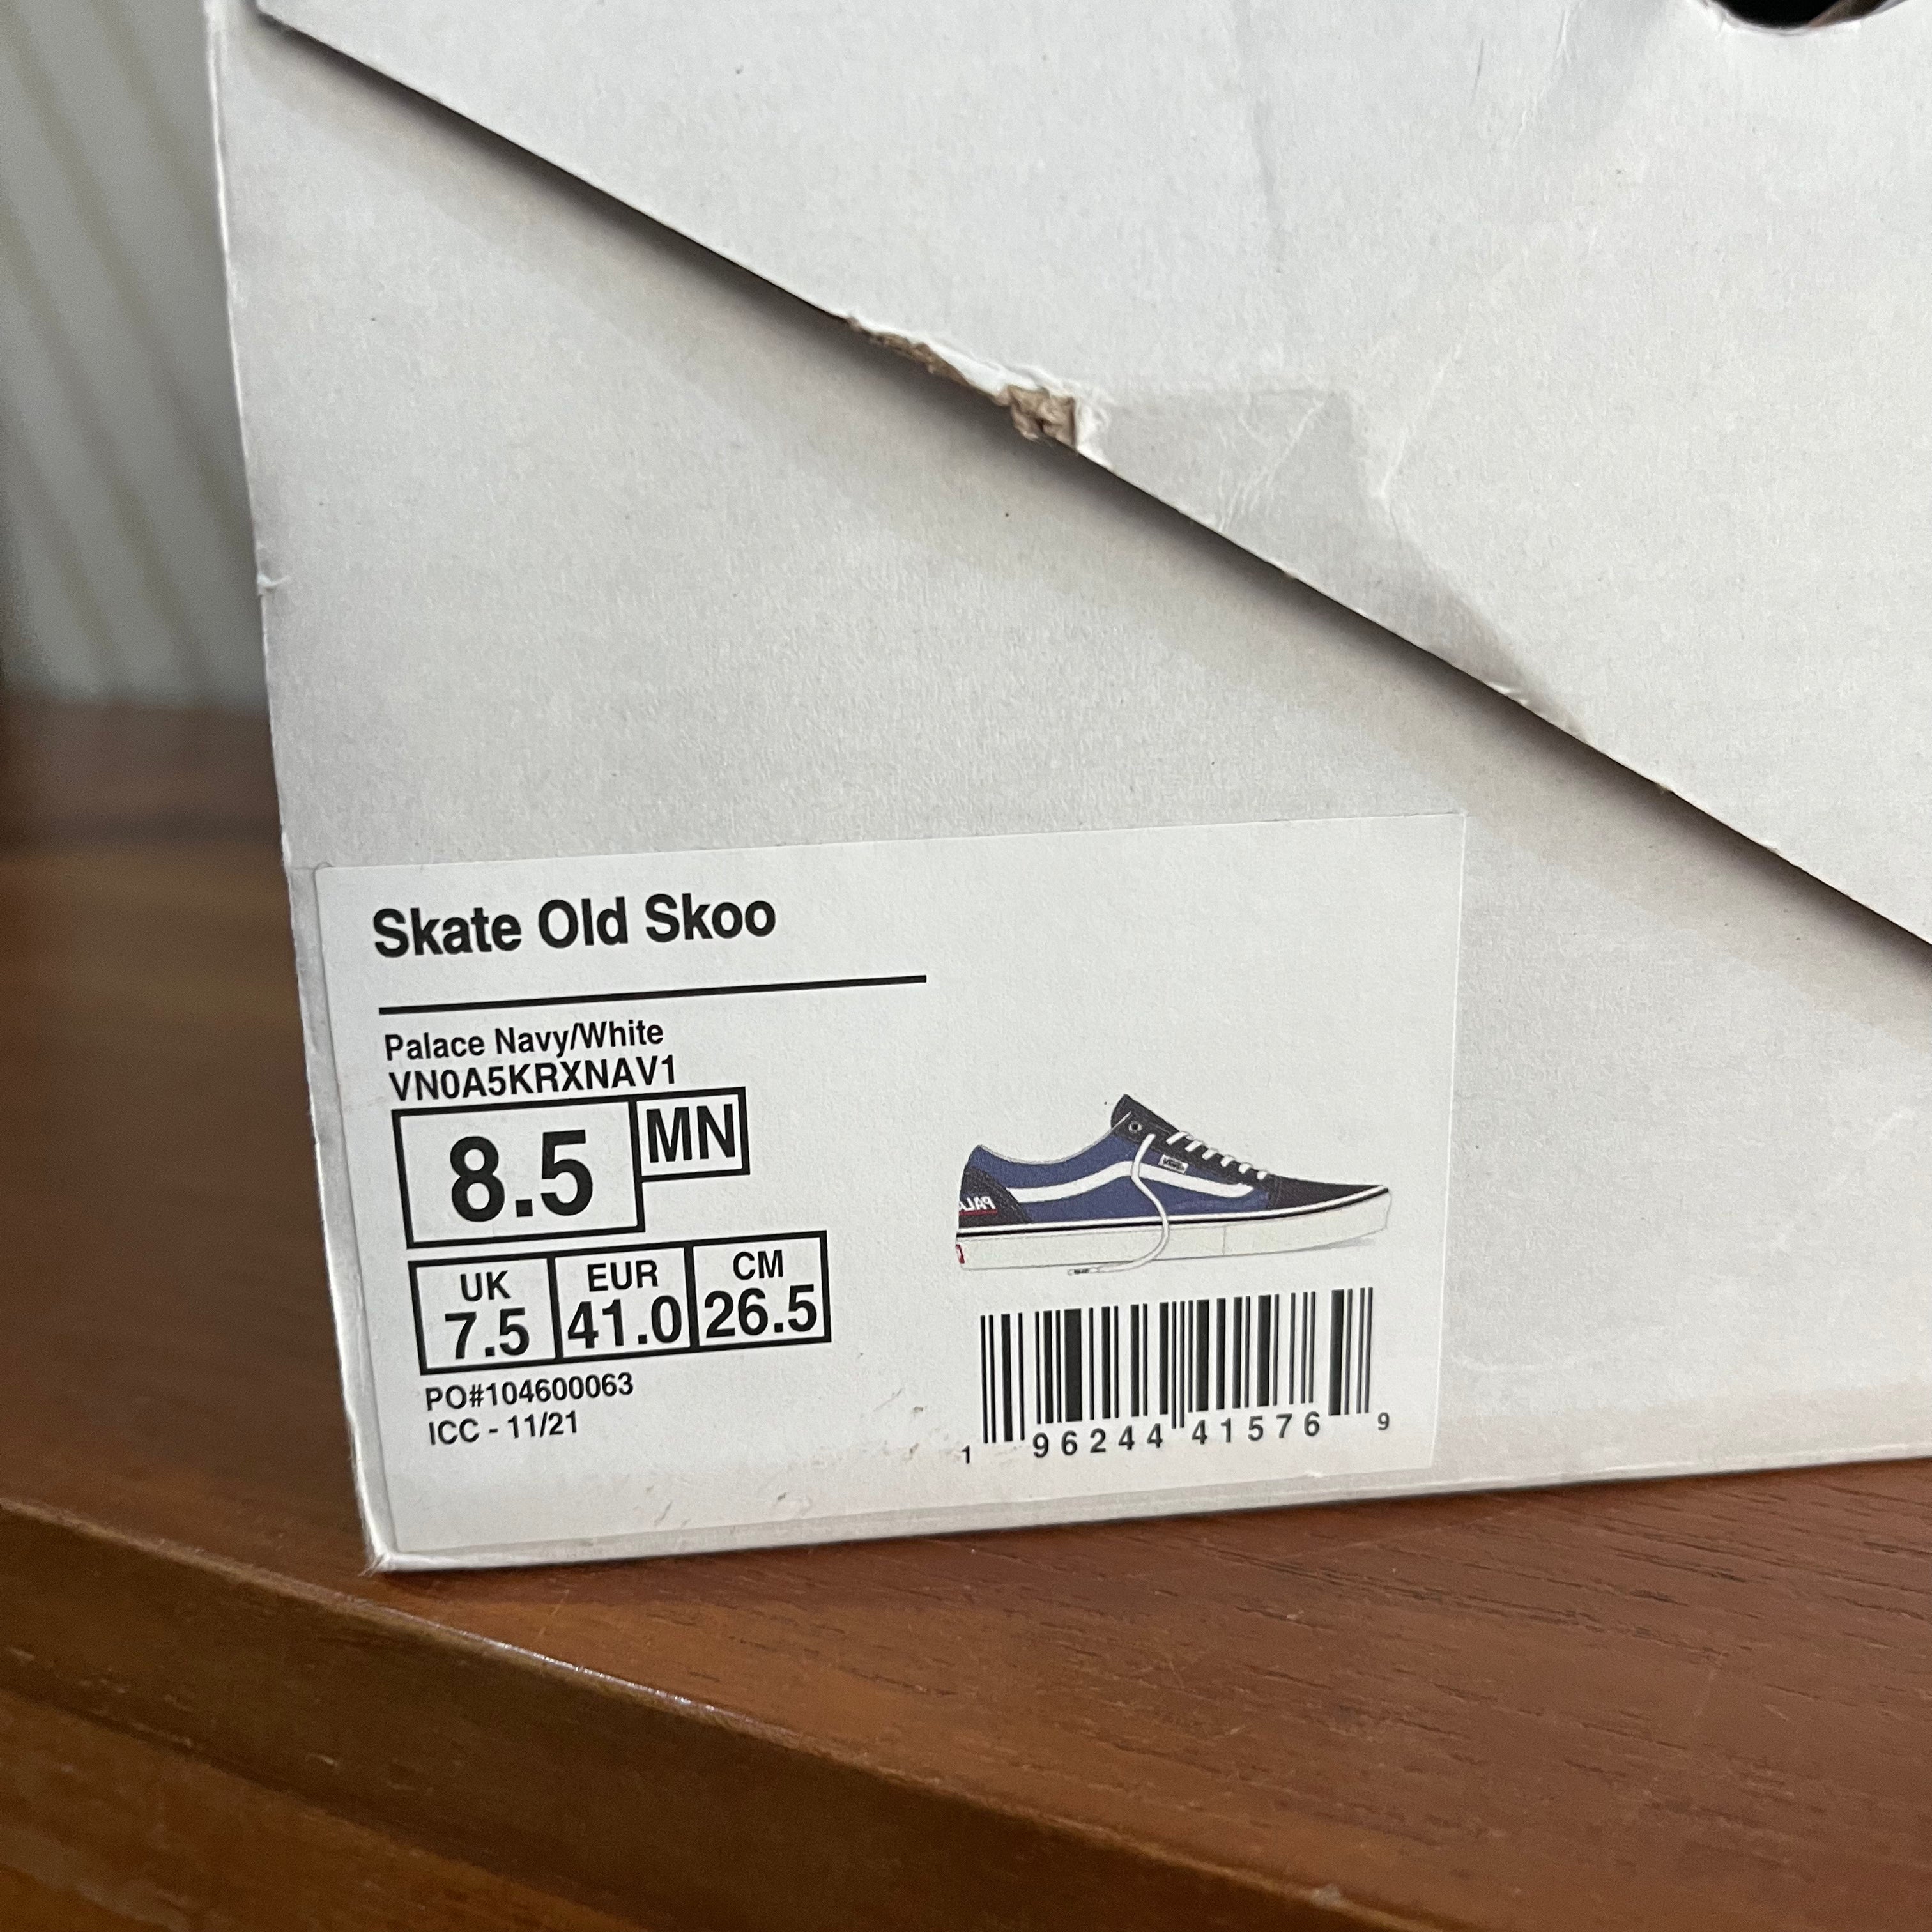 Skate Old Skoo
Palace Navy/White
VN0A5KRXNAV1
8.5 MN
UK EUR CM
7.5 41.0 26.5
PO#104600063
ICC - 11/21
1 96244 41576 9